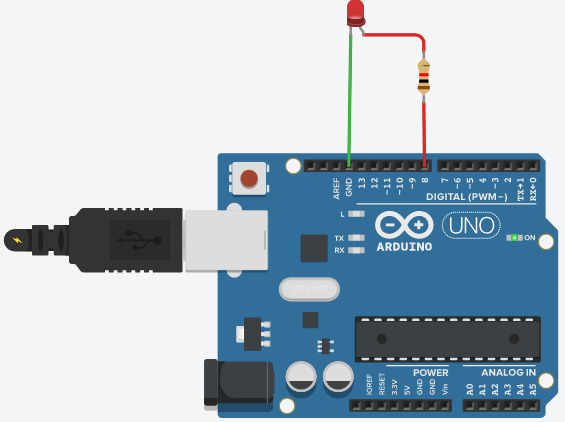 AREF
GND
13
12
~11
~10
~9
8
7
~6
~5
4
~3
2
TX→1
RX←0
DIGITAL (PWM~)
L
TX
RX
ARDUINO
UNO
ON
POWER
ANALOG IN
IOREF
RESET
3.3V
5V
GND
GND
Vin
A0
A1
A2
A3
A4
A5